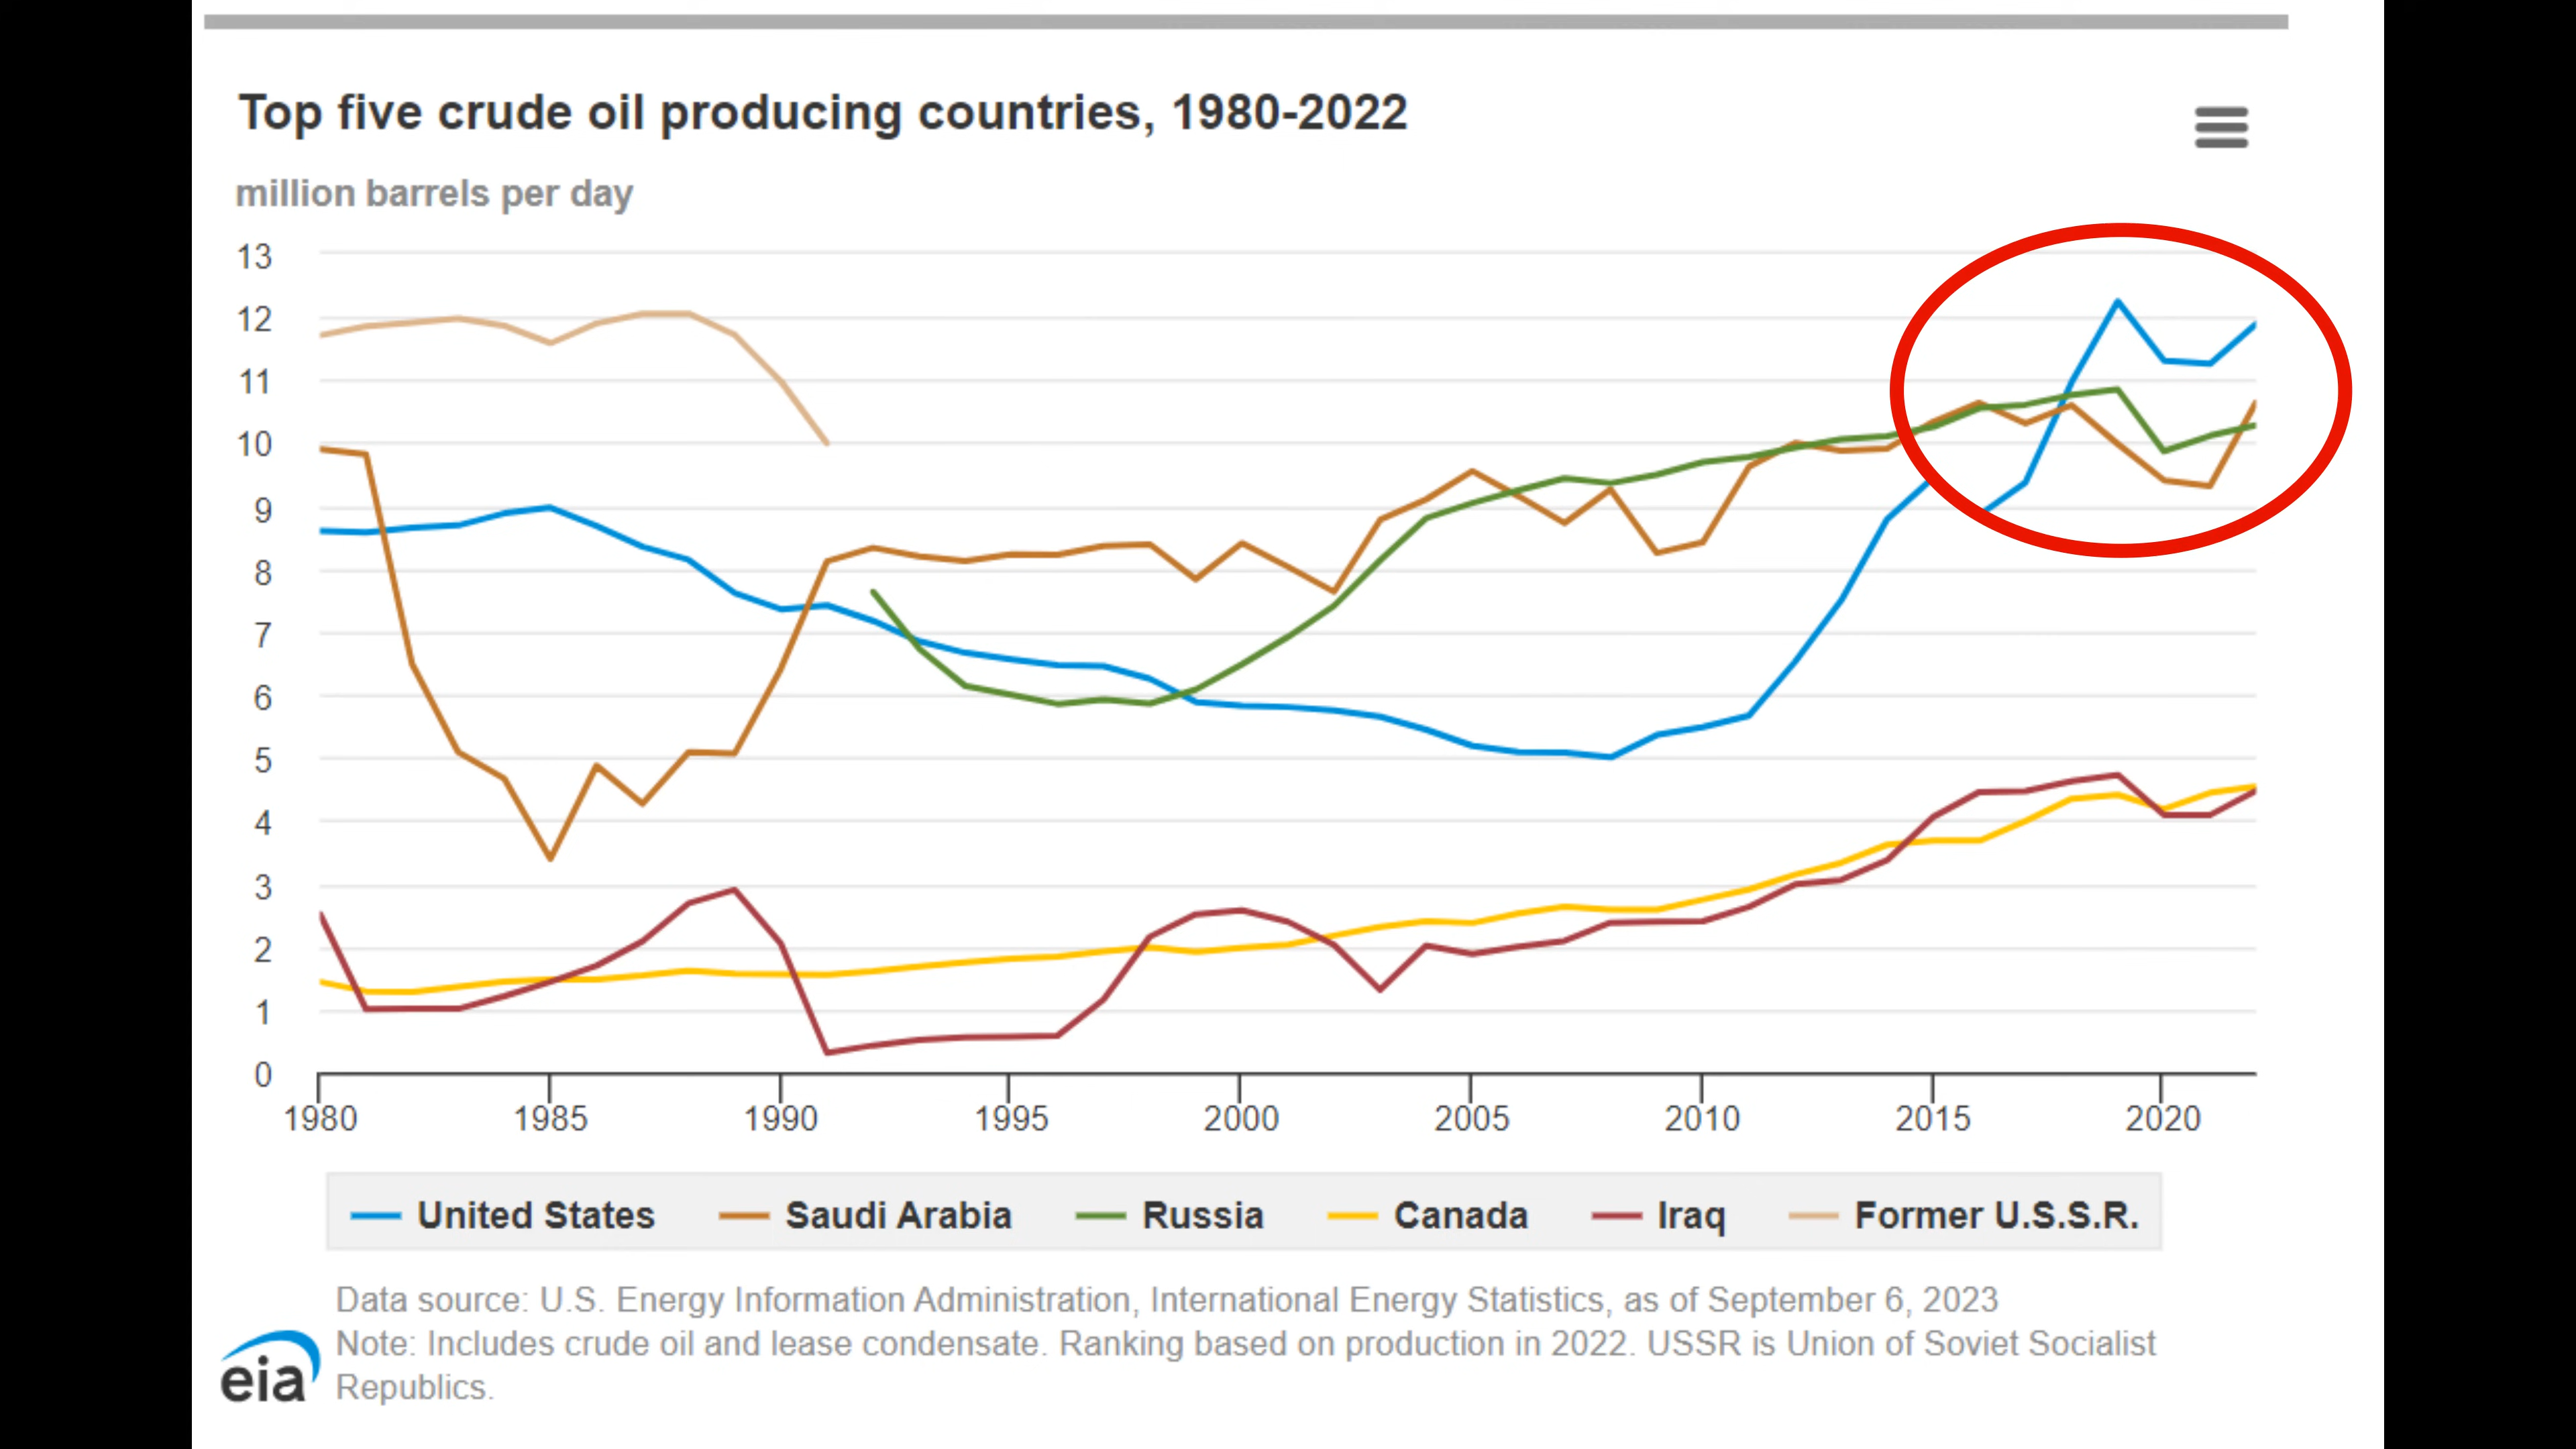 Top five crude oil producing countries, 1980-2022
million barrels per day
13
12
11
10
9
8
7
6
5
4
3
2
1
0
1980 1985 1990 1995 2000 2005 2010 2015 2020
United States Saudi Arabia Russia Canada Iraq Former U.S.S.R.
Data source: U.S. Energy Information Administration, International Energy Statistics, as of September 6, 2023
Note: Includes crude oil and lease condensate. Ranking based on production in 2022. USSR is Union of Soviet Socialist
Republics.
eia